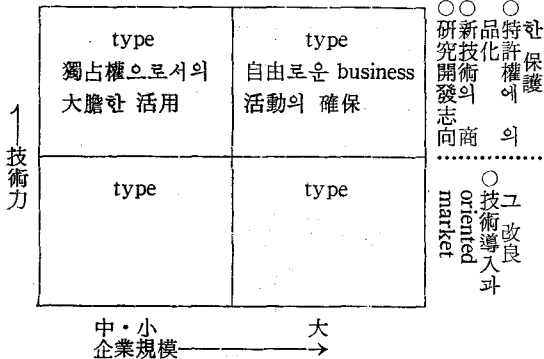 type
獨占權으로서의
大膽한 活用
type
自由로운 business
活動의 確保
type
type
技術力
中・小
大
企業規模
○研究開發志向
○新技術의 商
品化
○特許權에 의
한 保護
market
oriented
○技術導入과
그 改良